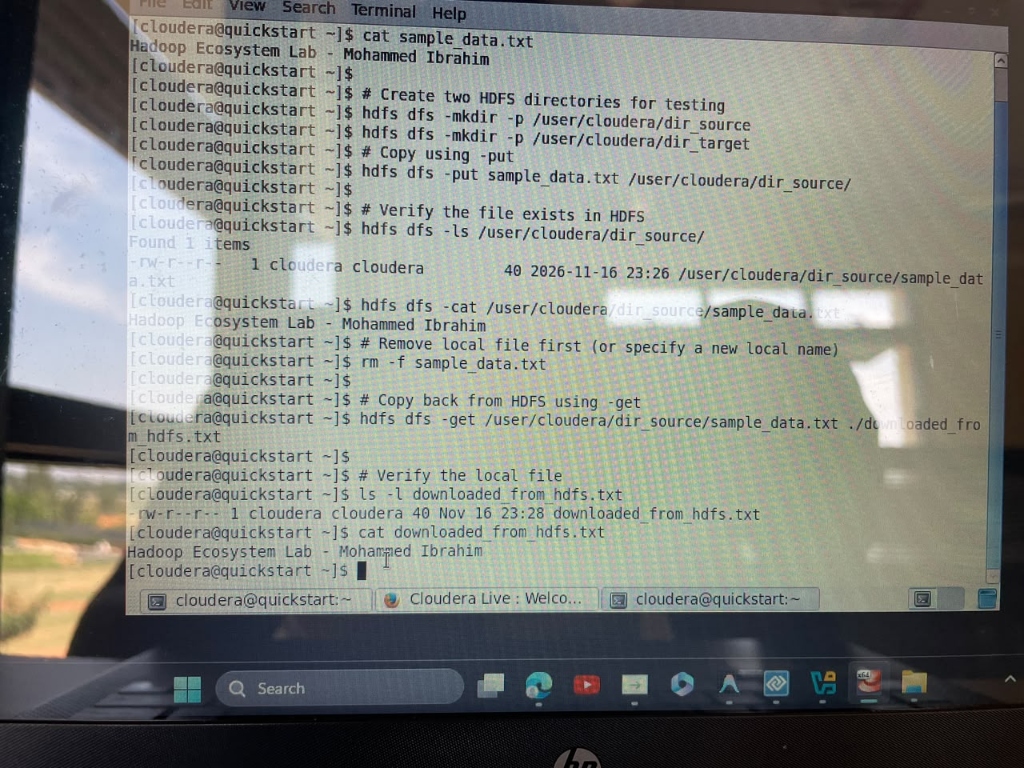 File Edit View Search Terminal Help
[cloudera@quickstart ~]$ cat sample_data.txt
Hadoop Ecosystem Lab - Mohammed Ibrahim
[cloudera@quickstart ~]$
[cloudera@quickstart ~]$ # Create two HDFS directories for testing
[cloudera@quickstart ~]$ hdfs dfs -mkdir -p /user/cloudera/dir_source
[cloudera@quickstart ~]$ hdfs dfs -mkdir -p /user/cloudera/dir_target
[cloudera@quickstart ~]$ # Copy using -put
[cloudera@quickstart ~]$ hdfs dfs -put sample_data.txt /user/cloudera/dir_source/
[cloudera@quickstart ~]$
[cloudera@quickstart ~]$ # Verify the file exists in HDFS
[cloudera@quickstart ~]$ hdfs dfs -ls /user/cloudera/dir_source/
Found 1 items
-rw-r--r-- 1 cloudera cloudera 40 2026-11-16 23:26 /user/cloudera/dir_source/sample_dat
a.txt
[cloudera@quickstart ~]$ hdfs dfs -cat /user/cloudera/dir_source/sample_data.txt
Hadoop Ecosystem Lab - Mohammed Ibrahim
[cloudera@quickstart ~]$ # Remove local file first (or specify a new local name)
[cloudera@quickstart ~]$ rm -f sample_data.txt
[cloudera@quickstart ~]$
[cloudera@quickstart ~]$ # Copy back from HDFS using -get
[cloudera@quickstart ~]$ hdfs dfs -get /user/cloudera/dir_source/sample_data.txt ./downloaded_fro
m_hdfs.txt
[cloudera@quickstart ~]$
[cloudera@quickstart ~]$ # Verify the local file
[cloudera@quickstart ~]$ ls -l downloaded_from_hdfs.txt
-rw-r--r-- 1 cloudera cloudera 40 Nov 16 23:28 downloaded_from_hdfs.txt
[cloudera@quickstart ~]$ cat downloaded_from_hdfs.txt
Hadoop Ecosystem Lab - Mohammed Ibrahim
[cloudera@quickstart ~]$
cloudera@quickstart:~ Cloudera Live : Welco... cloudera@quickstart:~
Search
x64
hp